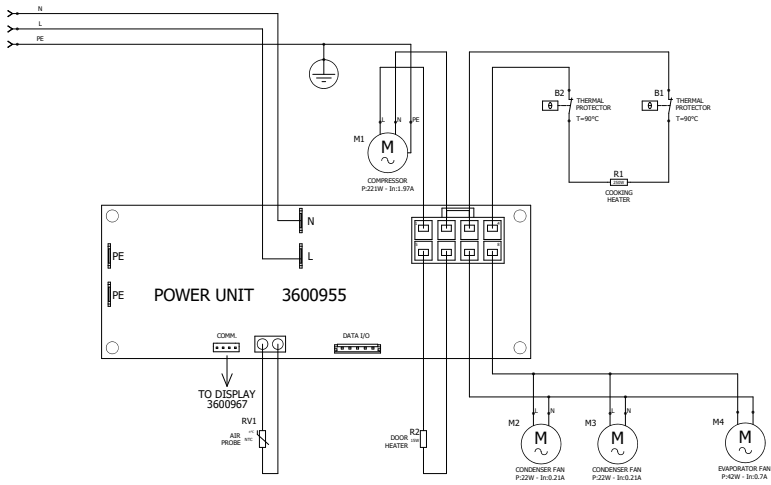 N
L
PE
B2
THERMAL
PROTECTOR
T=90°C
B1
THERMAL
PROTECTOR
T=90°C
θ
θ
L
N
PE
M1
M
COMPRESSOR
P:221W - In:1.97A
R1
COOKING
HEATER
N
L
PE
PE
POWER UNIT 3600955
COMM.
DATA I/O
TO DISPLAY
3600967
RV1
AIR
PROBE
NTC
R2
DOOR
HEATER
L
N
M2
M
CONDENSER FAN
P:22W - In:0.21A
L
N
M3
M
CONDENSER FAN
P:22W - In:0.21A
M4
M
EVAPORATOR FAN
P:42W - In:0.7A